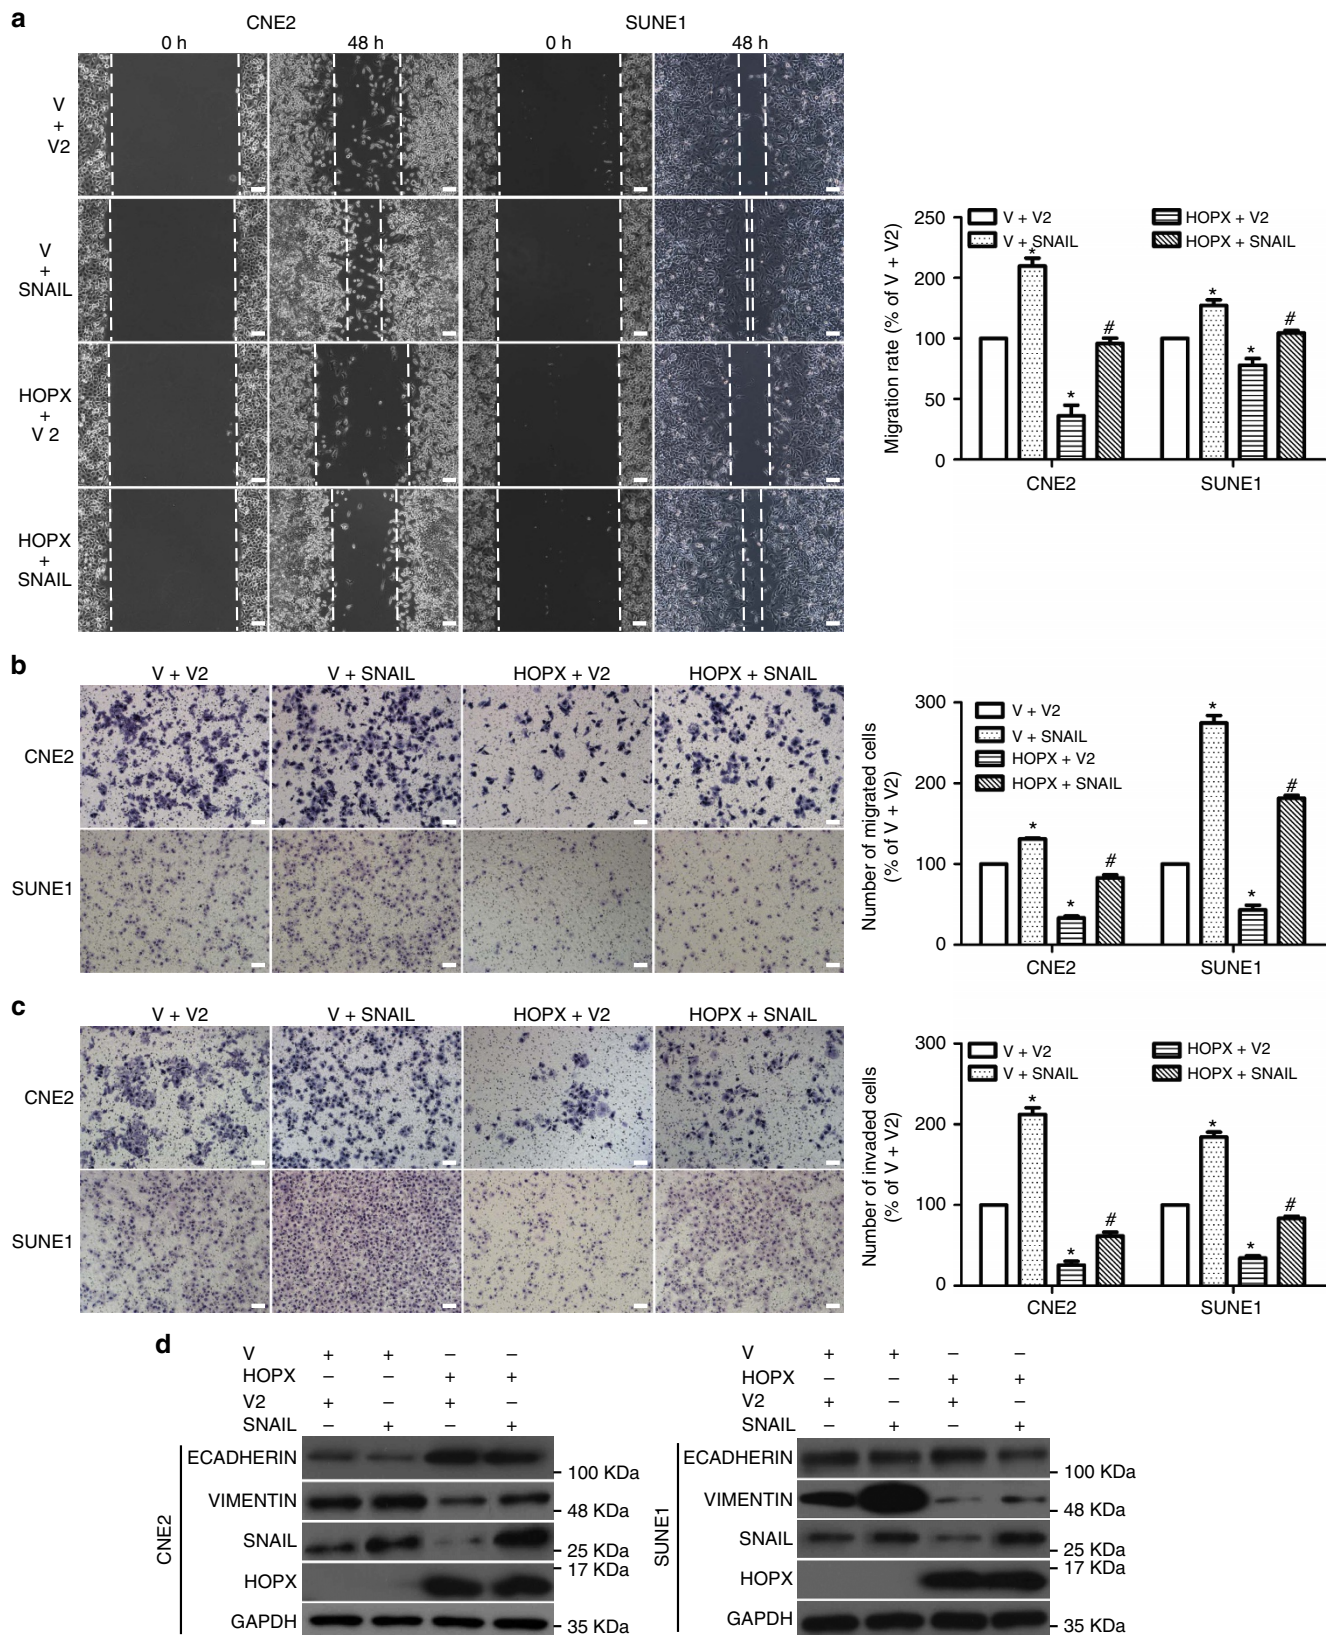 a
CNE2
SUNE1
0 h
48 h
0 h
48 h
V
+
V2
V
+
SNAIL
HOPX
+
V 2
HOPX
+
SNAIL
Migration rate (% of V + V2)
250
200
100
50
0
V + V2
V + SNAIL
HOPX + V2
HOPX + SNAIL
* * # * * #
CNE2
SUNE1
b
V + V2
V + SNAIL
HOPX + V2
HOPX + SNAIL
CNE2
SUNE1
Number of migrated cells
(% of V + V2)
300
200
100
0
V + V2
V + SNAIL
HOPX + V2
HOPX + SNAIL
* * # * * #
CNE2
SUNE1
c
V + V2
V + SNAIL
HOPX + V2
HOPX + SNAIL
CNE2
SUNE1
Number of invaded cells
(% of V + V2)
300
200
100
0
V + V2
V + SNAIL
HOPX + V2
HOPX + SNAIL
* * # * * #
CNE2
SUNE1
d
V + + – –
HOPX – – + +
V2 + – + –
SNAIL – + – +
CNE2
ECADHERIN
100 KDa
VIMENTIN
48 KDa
SNAIL
25 KDa
17 KDa
HOPX
GAPDH
35 KDa
V + + – –
HOPX – – + +
V2 + – + –
SNAIL – + – +
SUNE1
ECADHERIN
100 KDa
VIMENTIN
48 KDa
SNAIL
25 KDa
17 KDa
HOPX
GAPDH
35 KDa